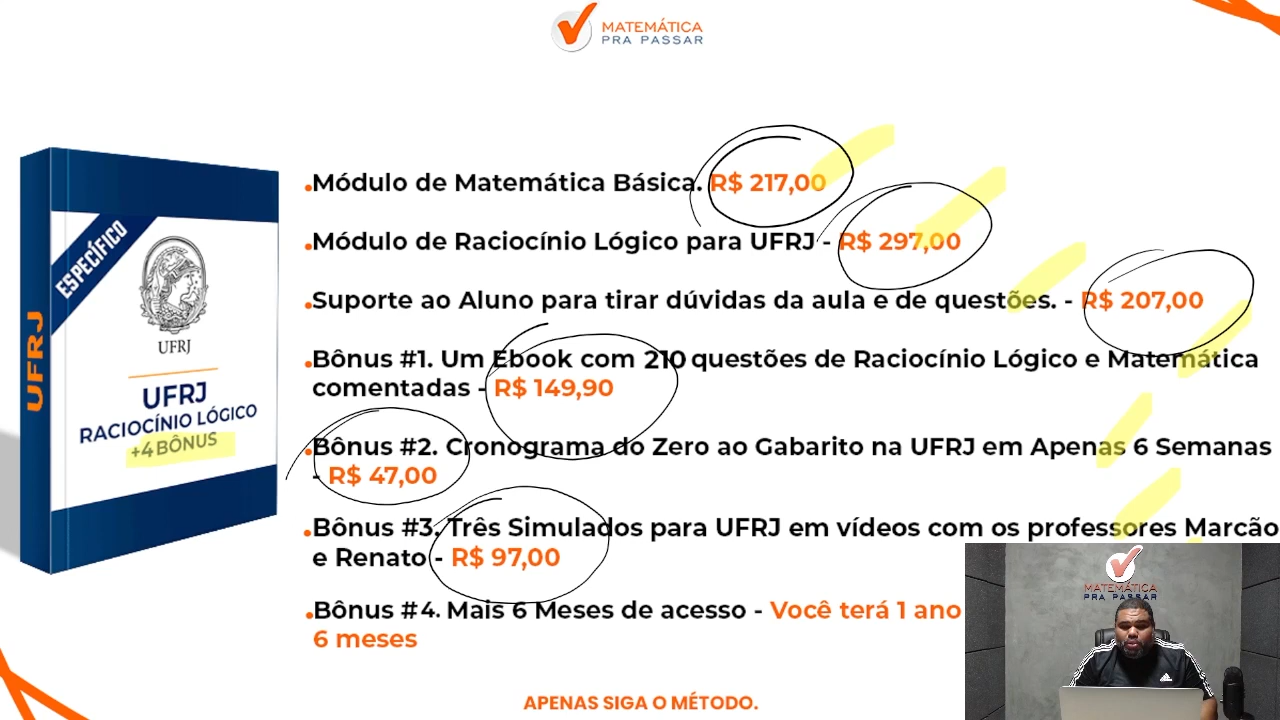 MATEMÁTICA
PRA PASSAR
ESPECÍFICO
UFRJ
UFRJ
UFRJ
RACIOCÍNIO LÓGICO
+4 BÔNUS
•Módulo de Matemática Básica. R$ 217,00
•Módulo de Raciocínio Lógico para UFRJ - R$ 297,00
•Suporte ao Aluno para tirar dúvidas da aula e de questões. - R$ 207,00
•Bônus #1. Um Ebook com 210 questões de Raciocínio Lógico e Matemática
comentadas - R$ 149,90
•Bônus #2. Cronograma do Zero ao Gabarito na UFRJ em Apenas 6 Semanas
- R$ 47,00
•Bônus #3. Três Simulados para UFRJ em vídeos com os professores Marcão
e Renato - R$ 97,00
•Bônus #4. Mais 6 Meses de acesso - Você terá 1 ano
6 meses
MATEMÁTICA
PRA PASSAR
APENAS SIGA O MÉTODO.